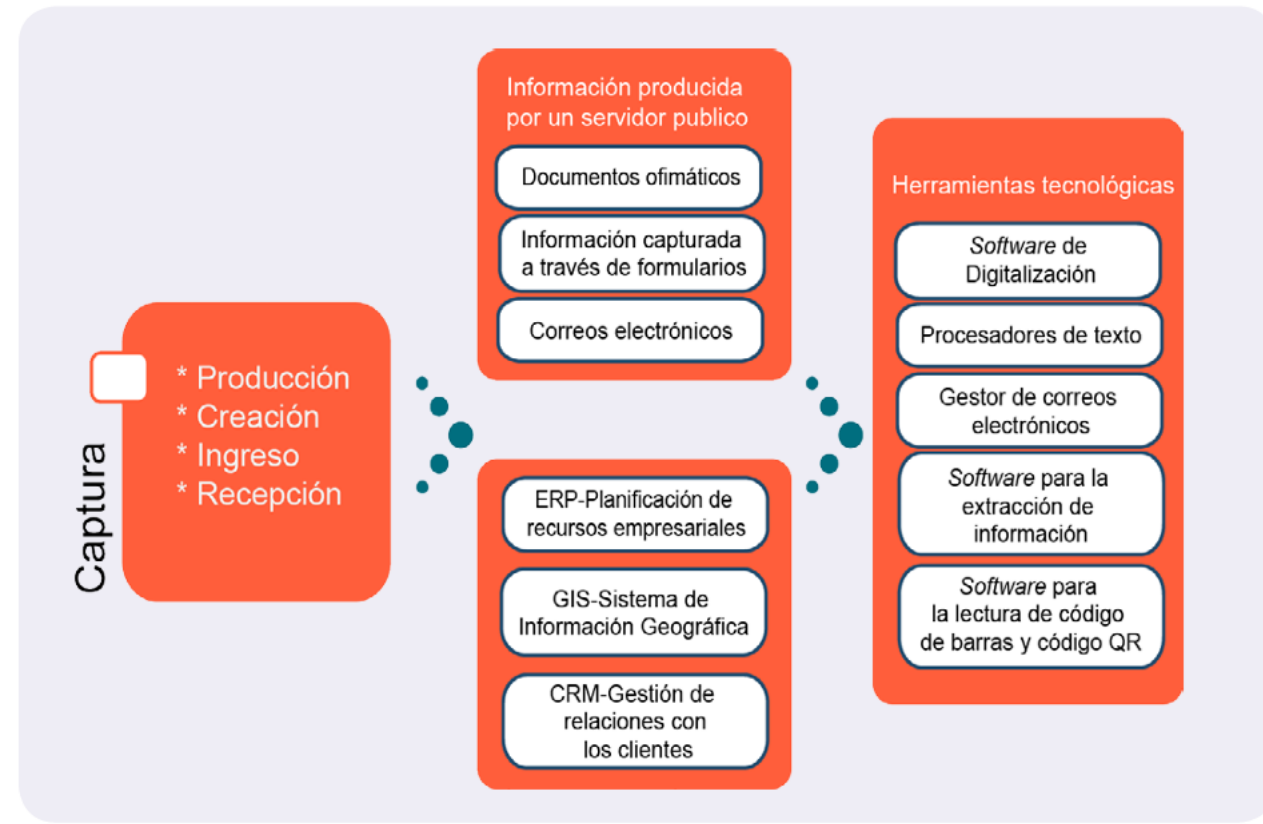 Captura
* Producción
* Creación
* Ingreso
* Recepción
Información producida
por un servidor publico
Documentos ofimáticos
Información capturada
a través de formularios
Correos electrónicos
ERP-Planificación de
recursos empresariales
GIS-Sistema de
Información Geográfica
CRM-Gestión de
relaciones con
los clientes
Herramientas tecnológicas
Software de
Digitalización
Procesadores de texto
Gestor de correos
electrónicos
Software para la
extracción de
información
Software para
la lectura de código
de barras y código QR